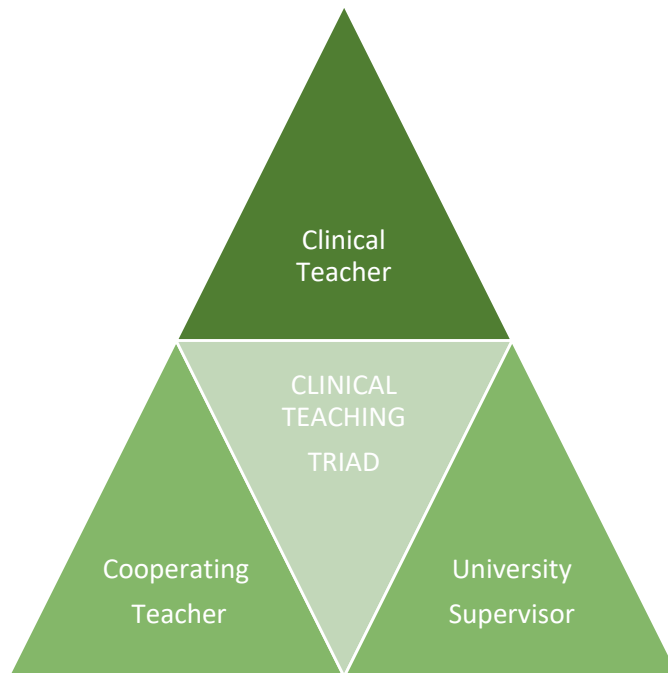 Clinical
Teacher
CLINICAL
TEACHING
TRIAD
Cooperating
Teacher
University
Supervisor